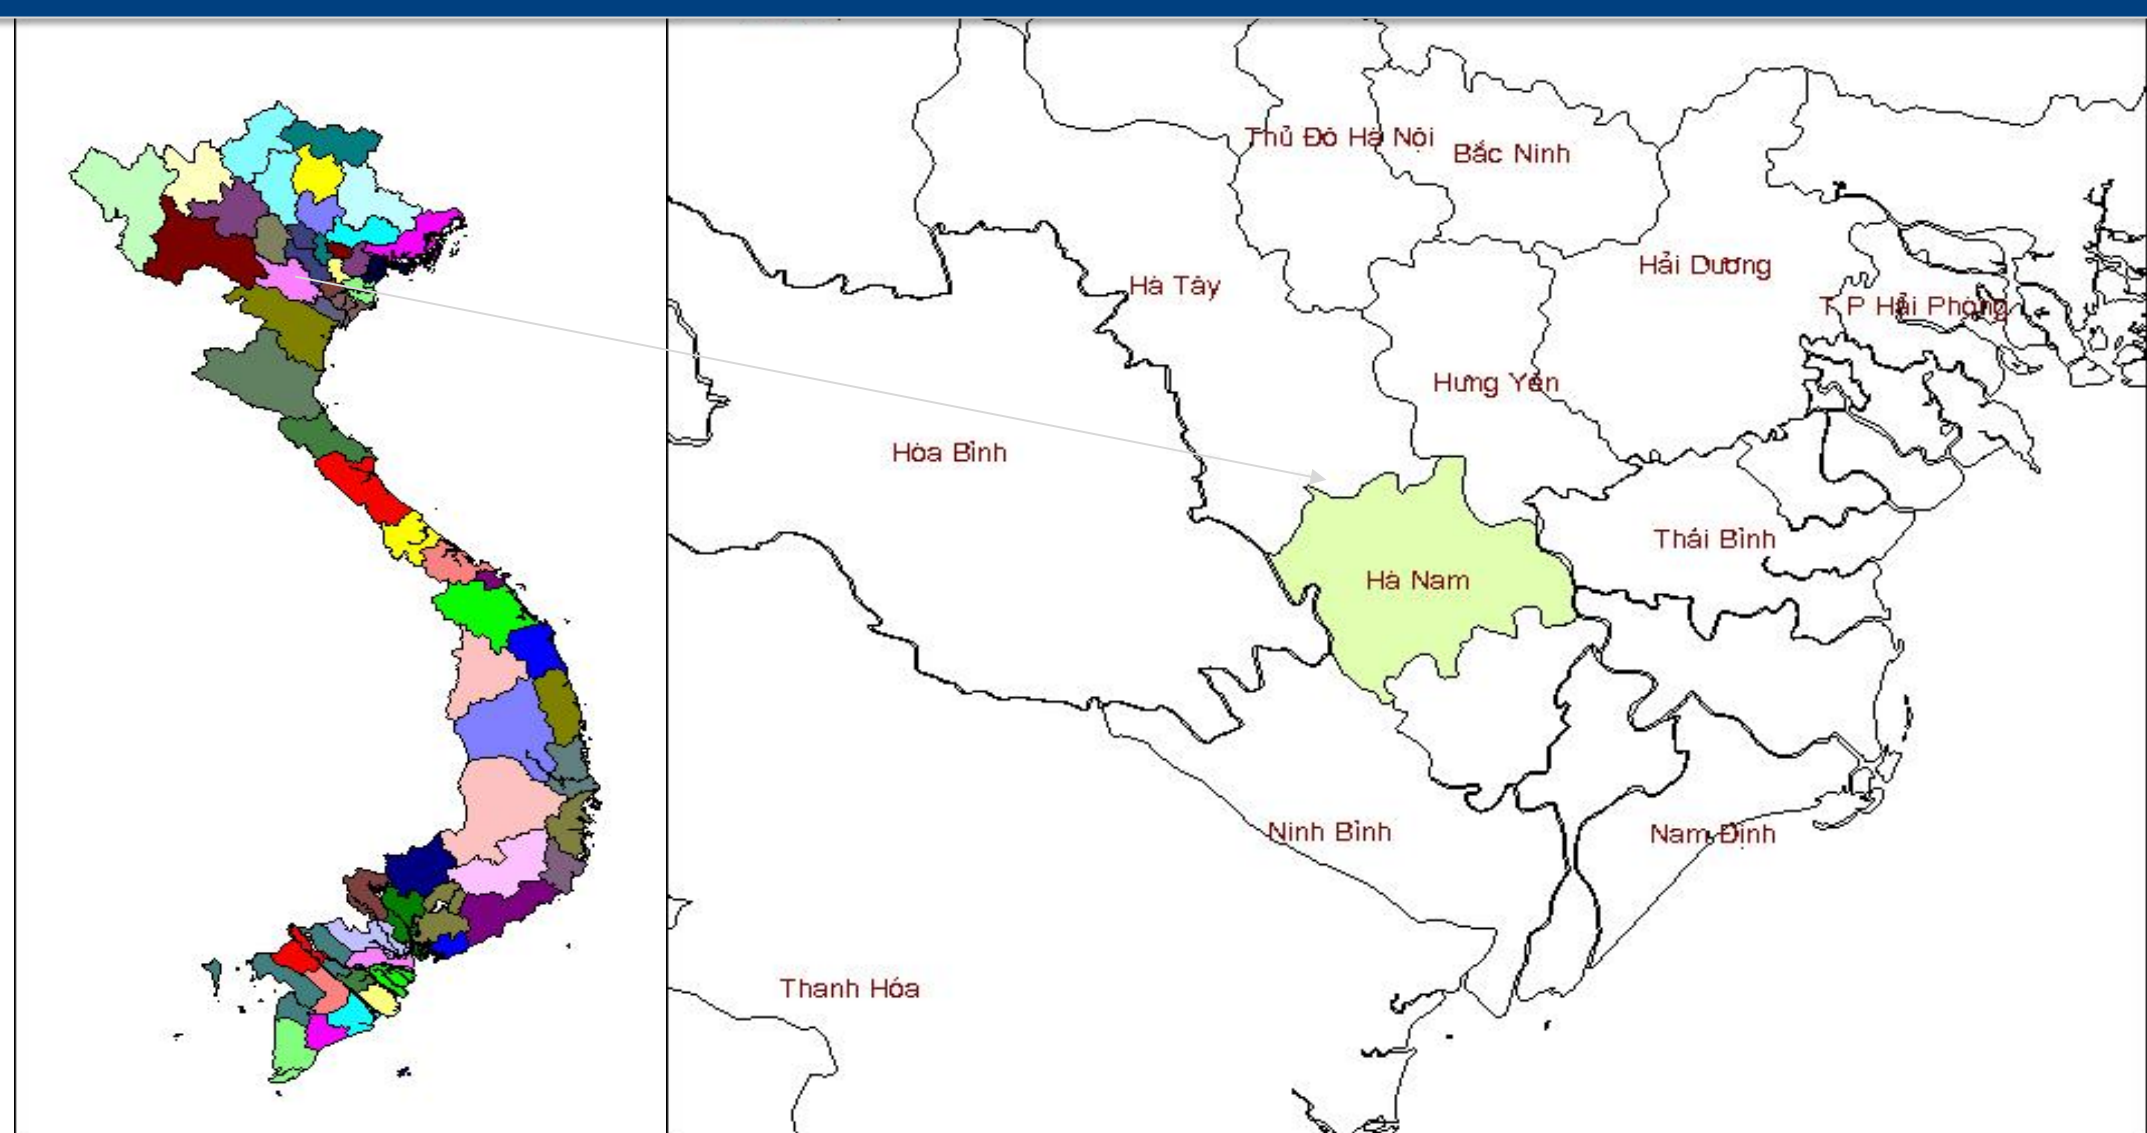 Thủ Đô Hà Nội
Bắc Ninh
Hải Dương
Hà Tây
T. P Hải Phòng
Hưng Yên
Hòa Bình
Thái Bình
Hà Nam
Ninh Bình
Nam Định
Thanh Hóa